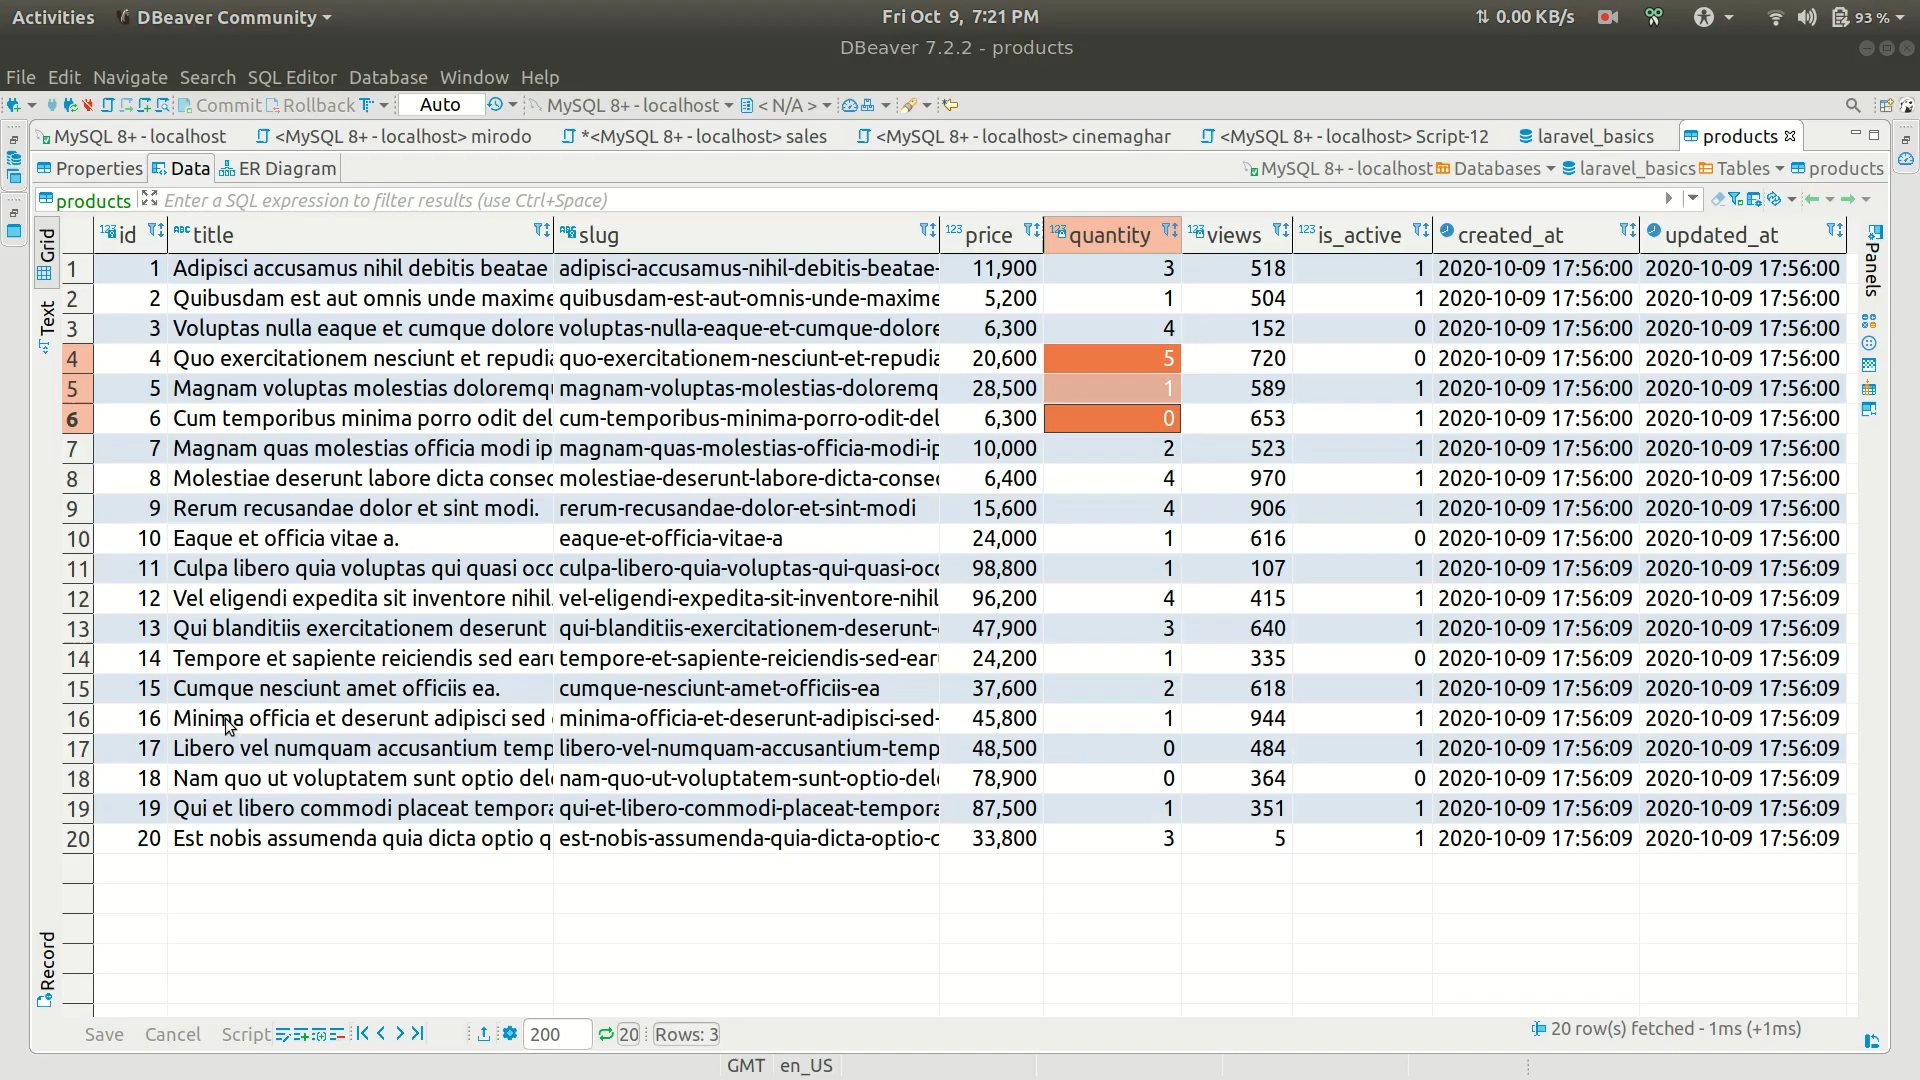 Activities DBeaver Community Fri Oct 9, 7:21 PM 0.00 KB/s 93 %
DBeaver 7.2.2 - products
File Edit Navigate Search SQL Editor Database Window Help
Commit Rollback Auto MySQL 8+ - localhost < N/A >
MySQL 8+ - localhost <MySQL 8+ - localhost> mirodo *<MySQL 8+ - localhost> sales <MySQL 8+ - localhost> cinemaghar <MySQL 8+ - localhost> Script-12 laravel_basics products
Properties Data ER Diagram MySQL 8+ - localhost Databases laravel_basics Tables products
products Enter a SQL expression to filter results (use Ctrl+Space)
Grid
Text
Record
Panels
123 id ABC title ABC slug 123 price 123 quantity 123 views 123 is_active created_at updated_at
1 1 Adipisci accusamus nihil debitis beatae adipisci-accusamus-nihil-debitis-beatae- 11,900 3 518 1 2020-10-09 17:56:00 2020-10-09 17:56:00
2 2 Quibusdam est aut omnis unde maxime quibusdam-est-aut-omnis-unde-maxime 5,200 1 504 1 2020-10-09 17:56:00 2020-10-09 17:56:00
3 3 Voluptas nulla eaque et cumque dolore voluptas-nulla-eaque-et-cumque-dolore 6,300 4 152 0 2020-10-09 17:56:00 2020-10-09 17:56:00
4 4 Quo exercitationem nesciunt et repudia quo-exercitationem-nesciunt-et-repudia 20,600 5 720 0 2020-10-09 17:56:00 2020-10-09 17:56:00
5 5 Magnam voluptas molestias doloremqu magnam-voluptas-molestias-doloremq 28,500 1 589 1 2020-10-09 17:56:00 2020-10-09 17:56:00
6 6 Cum temporibus minima porro odit del cum-temporibus-minima-porro-odit-del 6,300 0 653 1 2020-10-09 17:56:00 2020-10-09 17:56:00
7 7 Magnam quas molestias officia modi ip magnam-quas-molestias-officia-modi-ip 10,000 2 523 1 2020-10-09 17:56:00 2020-10-09 17:56:00
8 8 Molestiae deserunt labore dicta consec molestiae-deserunt-labore-dicta-consec 6,400 4 970 1 2020-10-09 17:56:00 2020-10-09 17:56:00
9 9 Rerum recusandae dolor et sint modi. rerum-recusandae-dolor-et-sint-modi 15,600 4 906 1 2020-10-09 17:56:00 2020-10-09 17:56:00
10 10 Eaque et officia vitae a. eaque-et-officia-vitae-a 24,000 1 616 0 2020-10-09 17:56:00 2020-10-09 17:56:00
11 11 Culpa libero quia voluptas qui quasi occ culpa-libero-quia-voluptas-qui-quasi-occ 98,800 1 107 1 2020-10-09 17:56:09 2020-10-09 17:56:09
12 12 Vel eligendi expedita sit inventore nihil. vel-eligendi-expedita-sit-inventore-nihil 96,200 4 415 1 2020-10-09 17:56:09 2020-10-09 17:56:09
13 13 Qui blanditiis exercitationem deserunt qui-blanditiis-exercitationem-deserunt- 47,900 3 640 1 2020-10-09 17:56:09 2020-10-09 17:56:09
14 14 Tempore et sapiente reiciendis sed earu tempore-et-sapiente-reiciendis-sed-earu 24,200 1 335 0 2020-10-09 17:56:09 2020-10-09 17:56:09
15 15 Cumque nesciunt amet officiis ea. cumque-nesciunt-amet-officiis-ea 37,600 2 618 1 2020-10-09 17:56:09 2020-10-09 17:56:09
16 16 Minima officia et deserunt adipisci sed minima-officia-et-deserunt-adipisci-sed- 45,800 1 944 1 2020-10-09 17:56:09 2020-10-09 17:56:09
17 17 Libero vel numquam accusantium temp libero-vel-numquam-accusantium-temp 48,500 0 484 1 2020-10-09 17:56:09 2020-10-09 17:56:09
18 18 Nam quo ut voluptatem sunt optio dele nam-quo-ut-voluptatem-sunt-optio-dele 78,900 0 364 0 2020-10-09 17:56:09 2020-10-09 17:56:09
19 19 Qui et libero commodi placeat tempora qui-et-libero-commodi-placeat-tempora 87,500 1 351 1 2020-10-09 17:56:09 2020-10-09 17:56:09
20 20 Est nobis assumenda quia dicta optio q est-nobis-assumenda-quia-dicta-optio-c 33,800 3 5 1 2020-10-09 17:56:09 2020-10-09 17:56:09
Save Cancel Script 200 20 Rows: 3 20 row(s) fetched - 1ms (+1ms)
GMT en_US